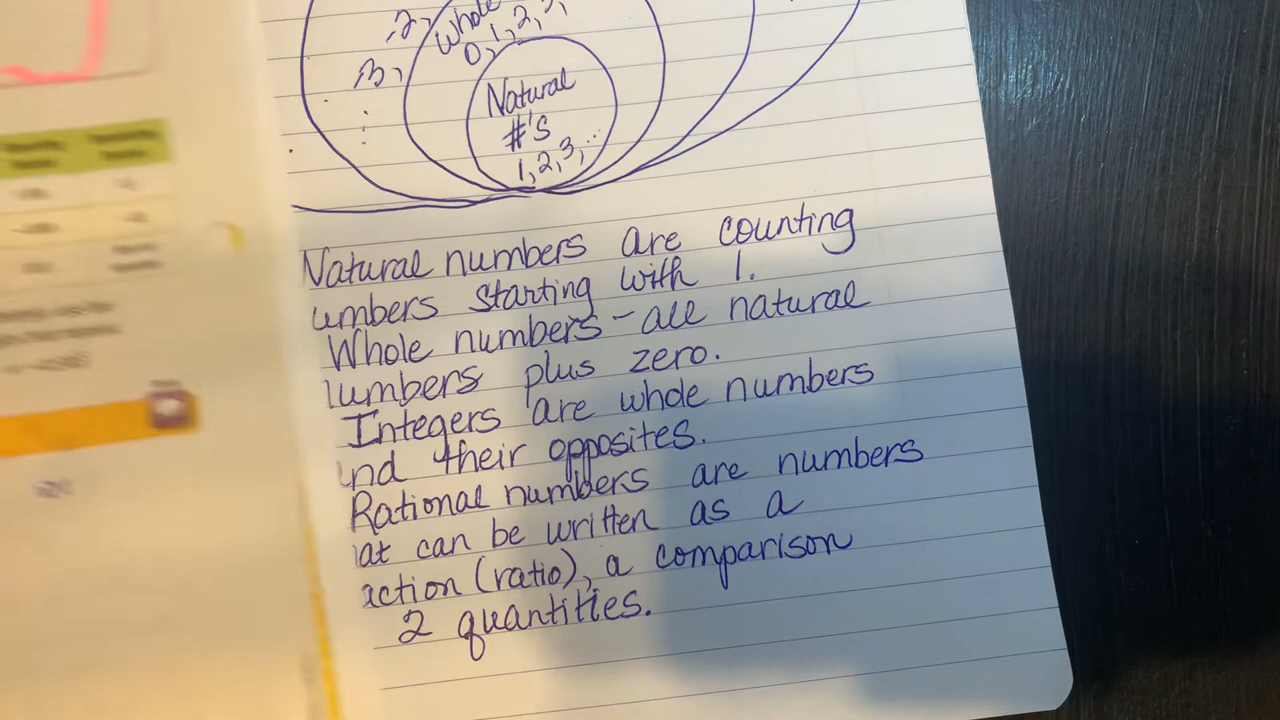 ,2,
Whole
0,1,2,3,
3,
Natural
#'S
1,2,3,...
Natural numbers are counting
umbers starting with 1.
Whole numbers - all natural
umbers plus zero.
Integers are whole numbers
nd their opposites.
Rational numbers are numbers
at can be written as a
action (ratio), a comparison
2 quantities.